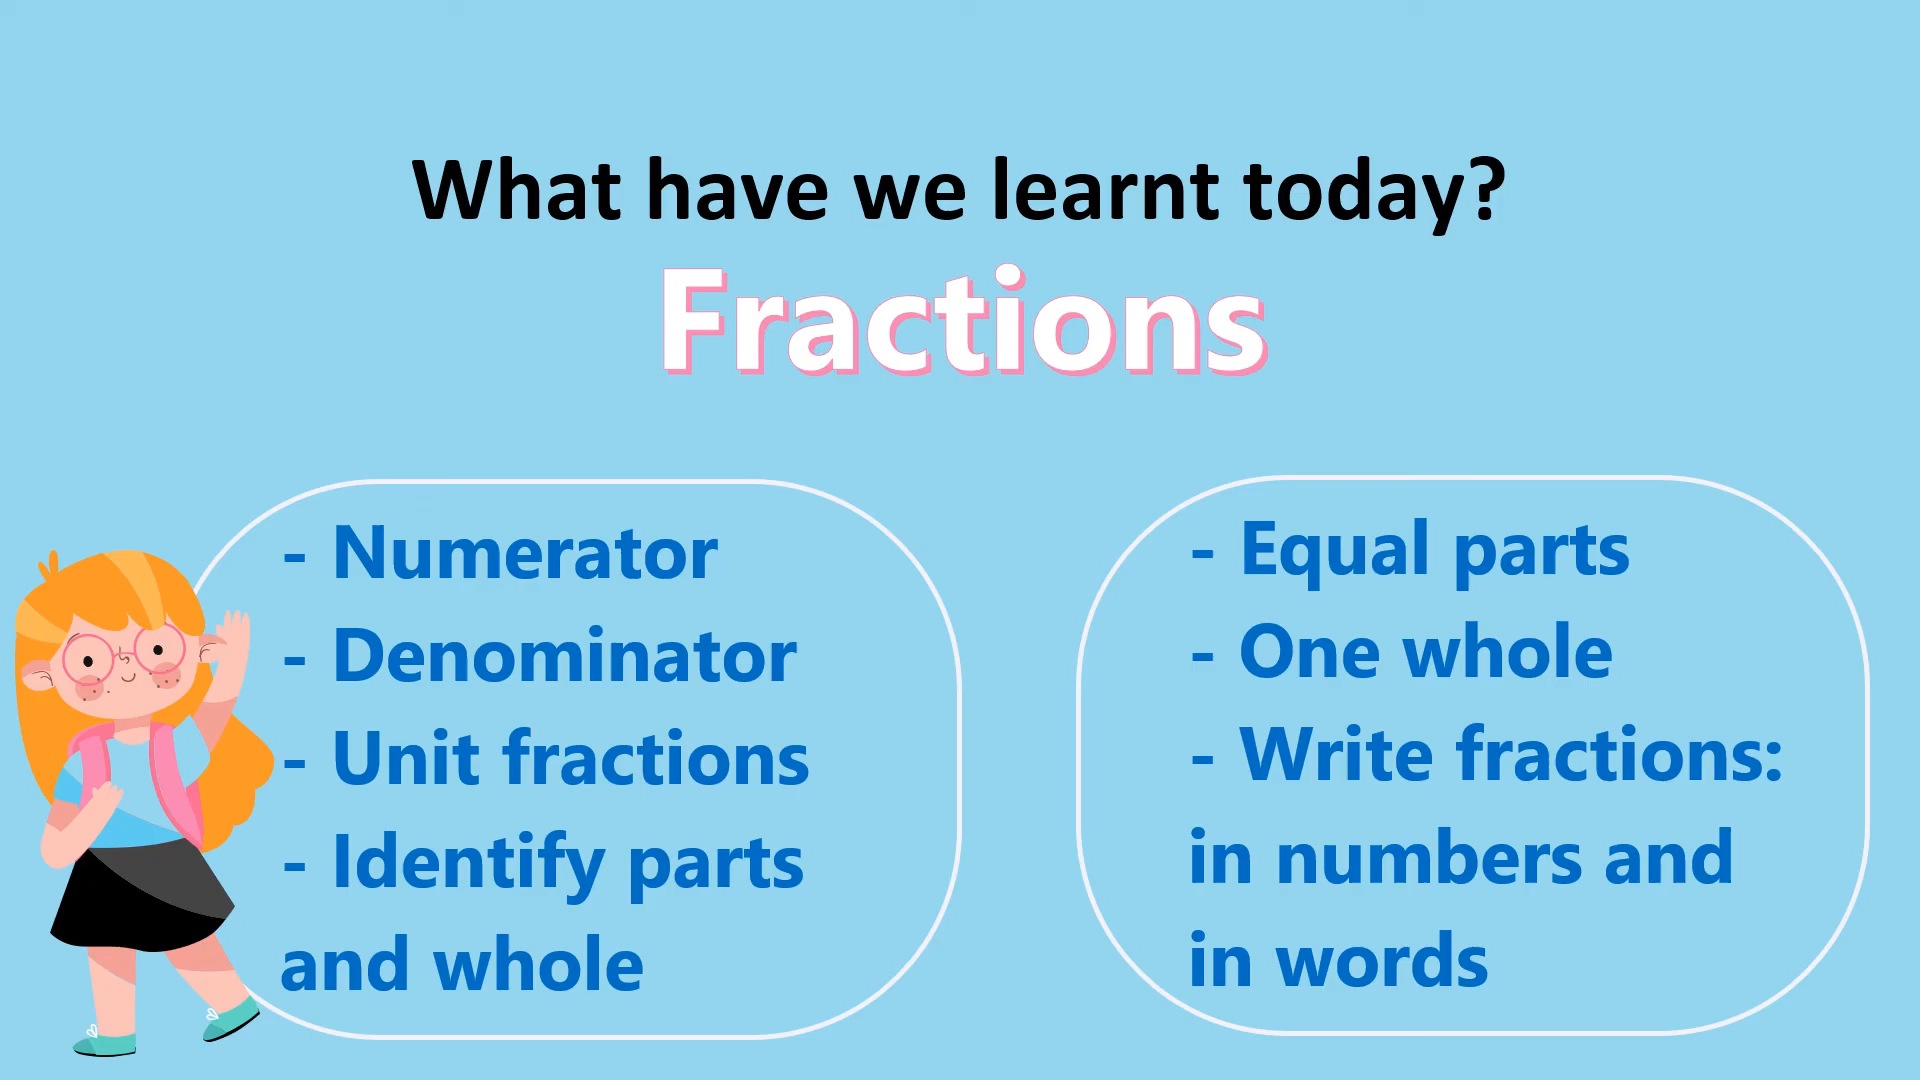 What have we learnt today?
Fractions
- Numerator
- Denominator
- Unit fractions
- Identify parts
and whole
- Equal parts
- One whole
- Write fractions:
in numbers and
in words